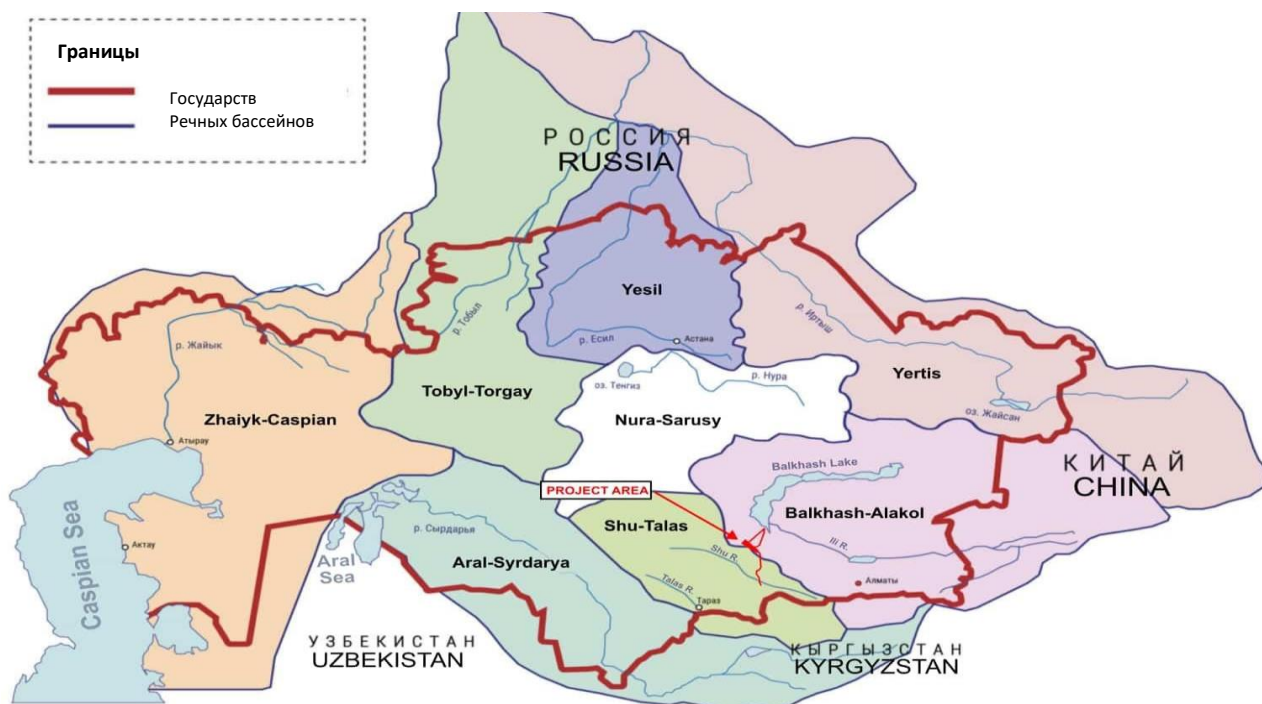 Границы
Государств
Речных бассейнов
РОССИЯ
RUSSIA
Yesil
р. Тобыл
р. Есил
Астана
р. Иртыш
р. Жайык
Yertis
оз. Тенгиз
р. Нура
Tobyl-Torgay
Zhaiyk-Caspian
Nura-Sarusy
оз. Жайсан
Атырау
КИТАЙ
CHINA
Balkhash Lake
PROJECT AREA
Balkhash-Alakol
Shu-Talas
р. Сырдарья
Caspian Sea
Актау
Aral
Sea
Aral-Syrdarya
Shu R.
Ili R.
Talas R.
Алматы
Тараз
УЗБЕКИСТАН
UZBEKISTAN
КЫРГЫЗСТАН
KYRGYZSTAN